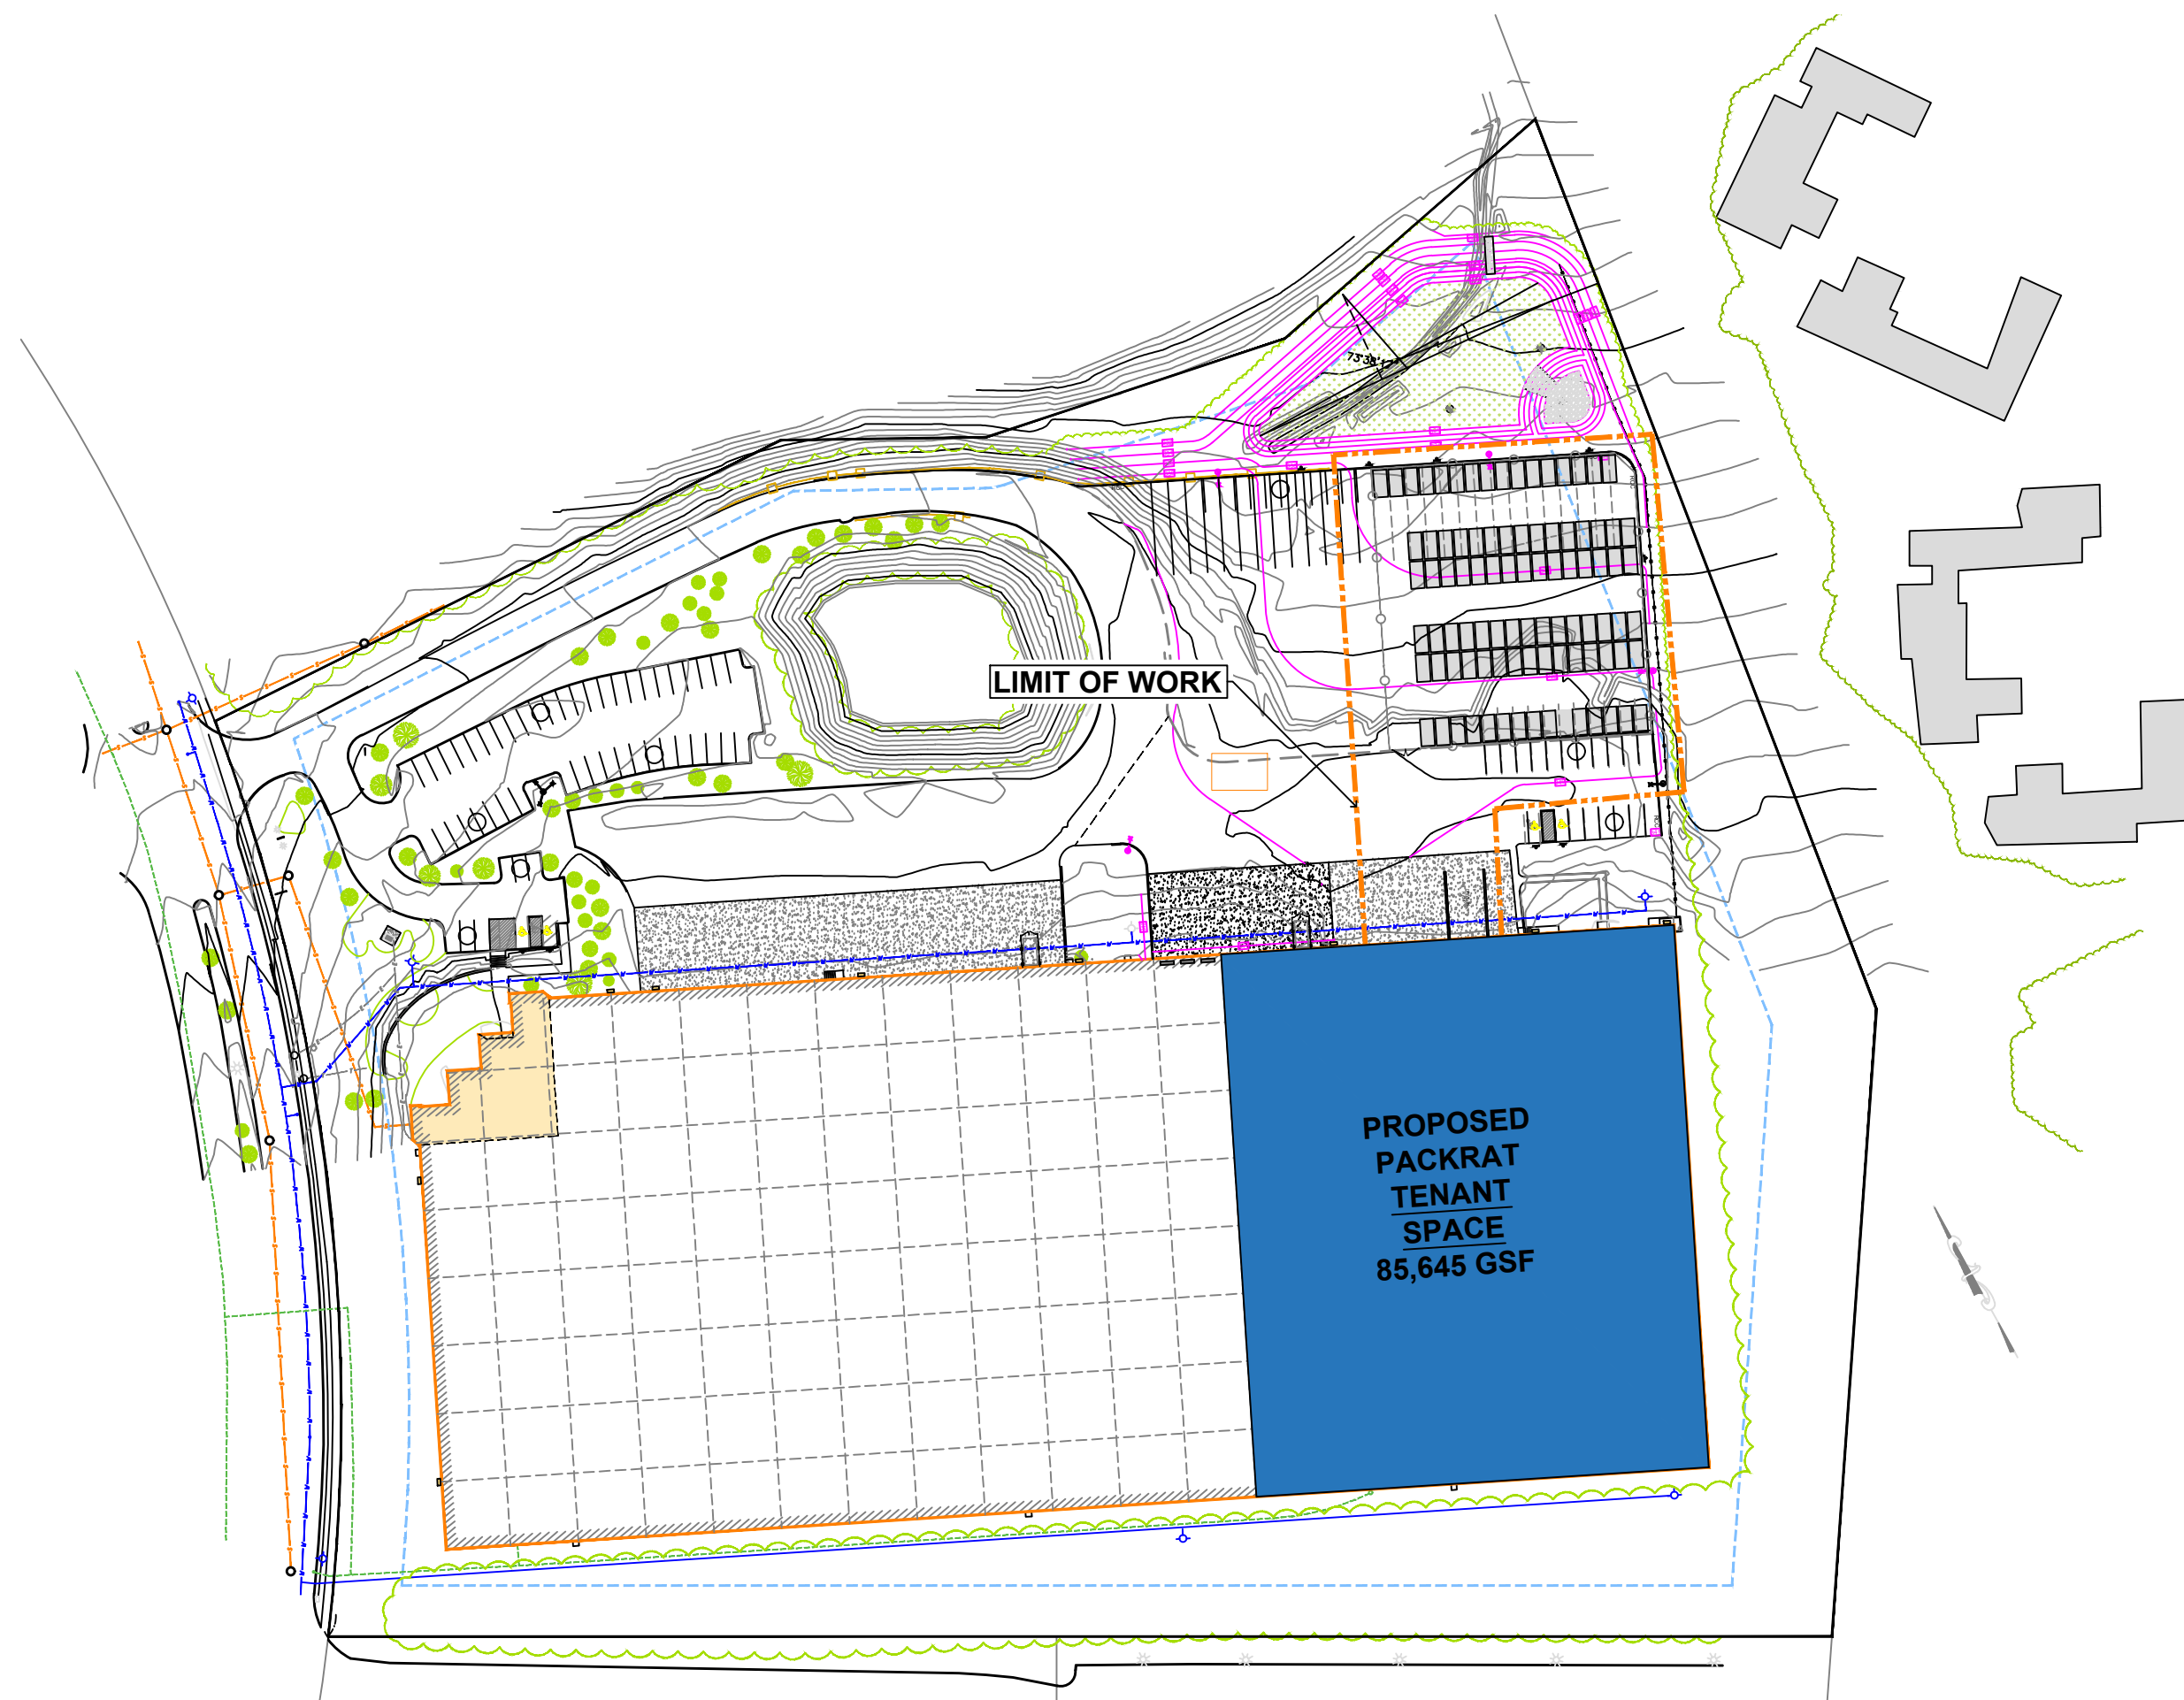 LIMIT OF WORK
PROPOSED
PACKRAT
TENANT
SPACE
85,645 GSF